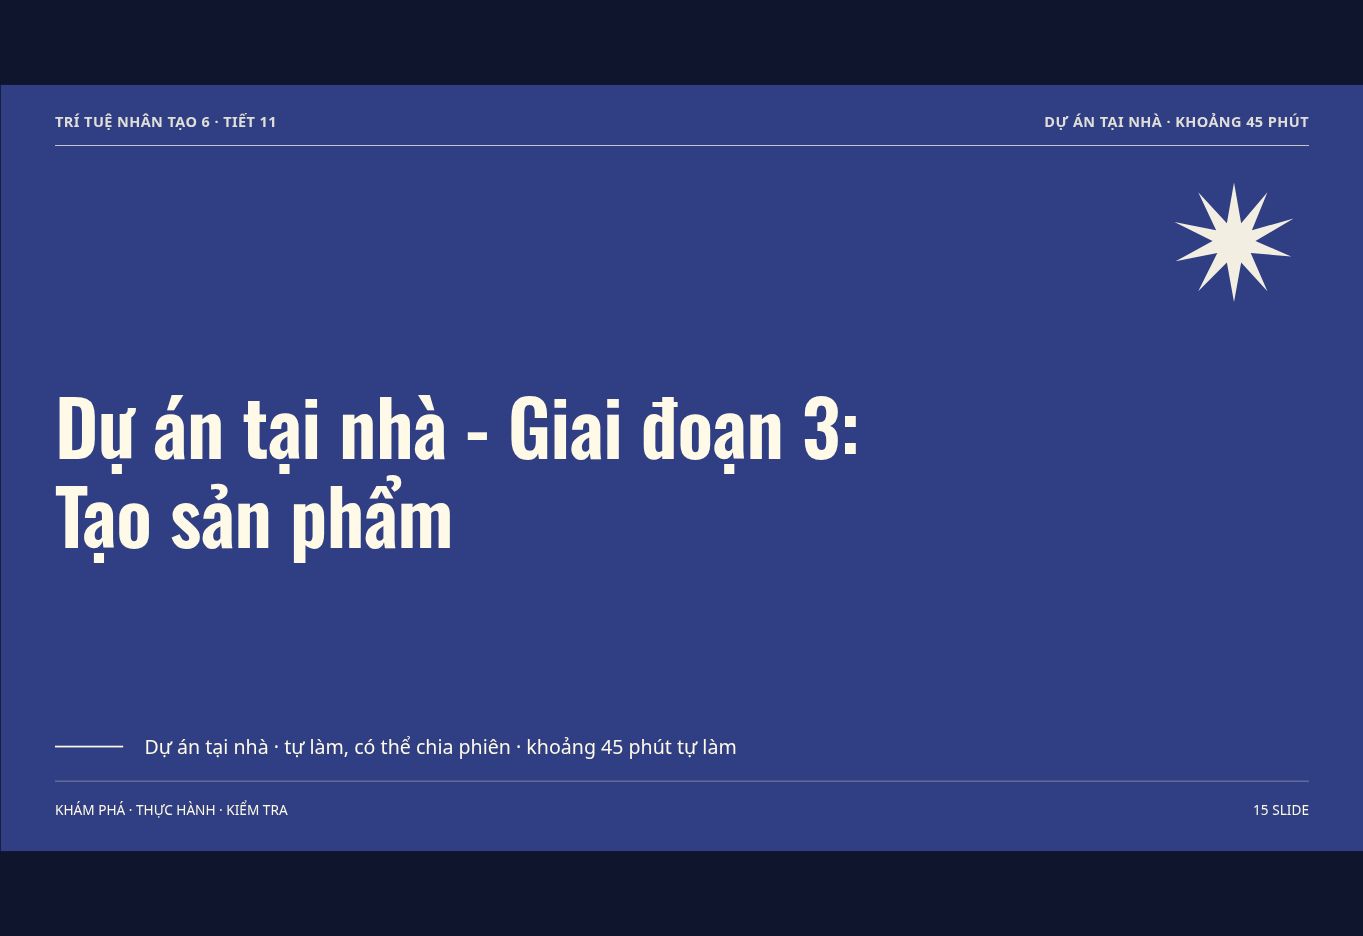 TRÍ TUỆ NHÂN TẠO 6 · TIẾT 11
DỰ ÁN TẠI NHÀ · KHOẢNG 45 PHÚT
Dự án tại nhà - Giai đoạn 3:
Tạo sản phẩm
Dự án tại nhà · tự làm, có thể chia phiên · khoảng 45 phút tự làm
KHÁM PHÁ · THỰC HÀNH · KIỂM TRA
15 SLIDE